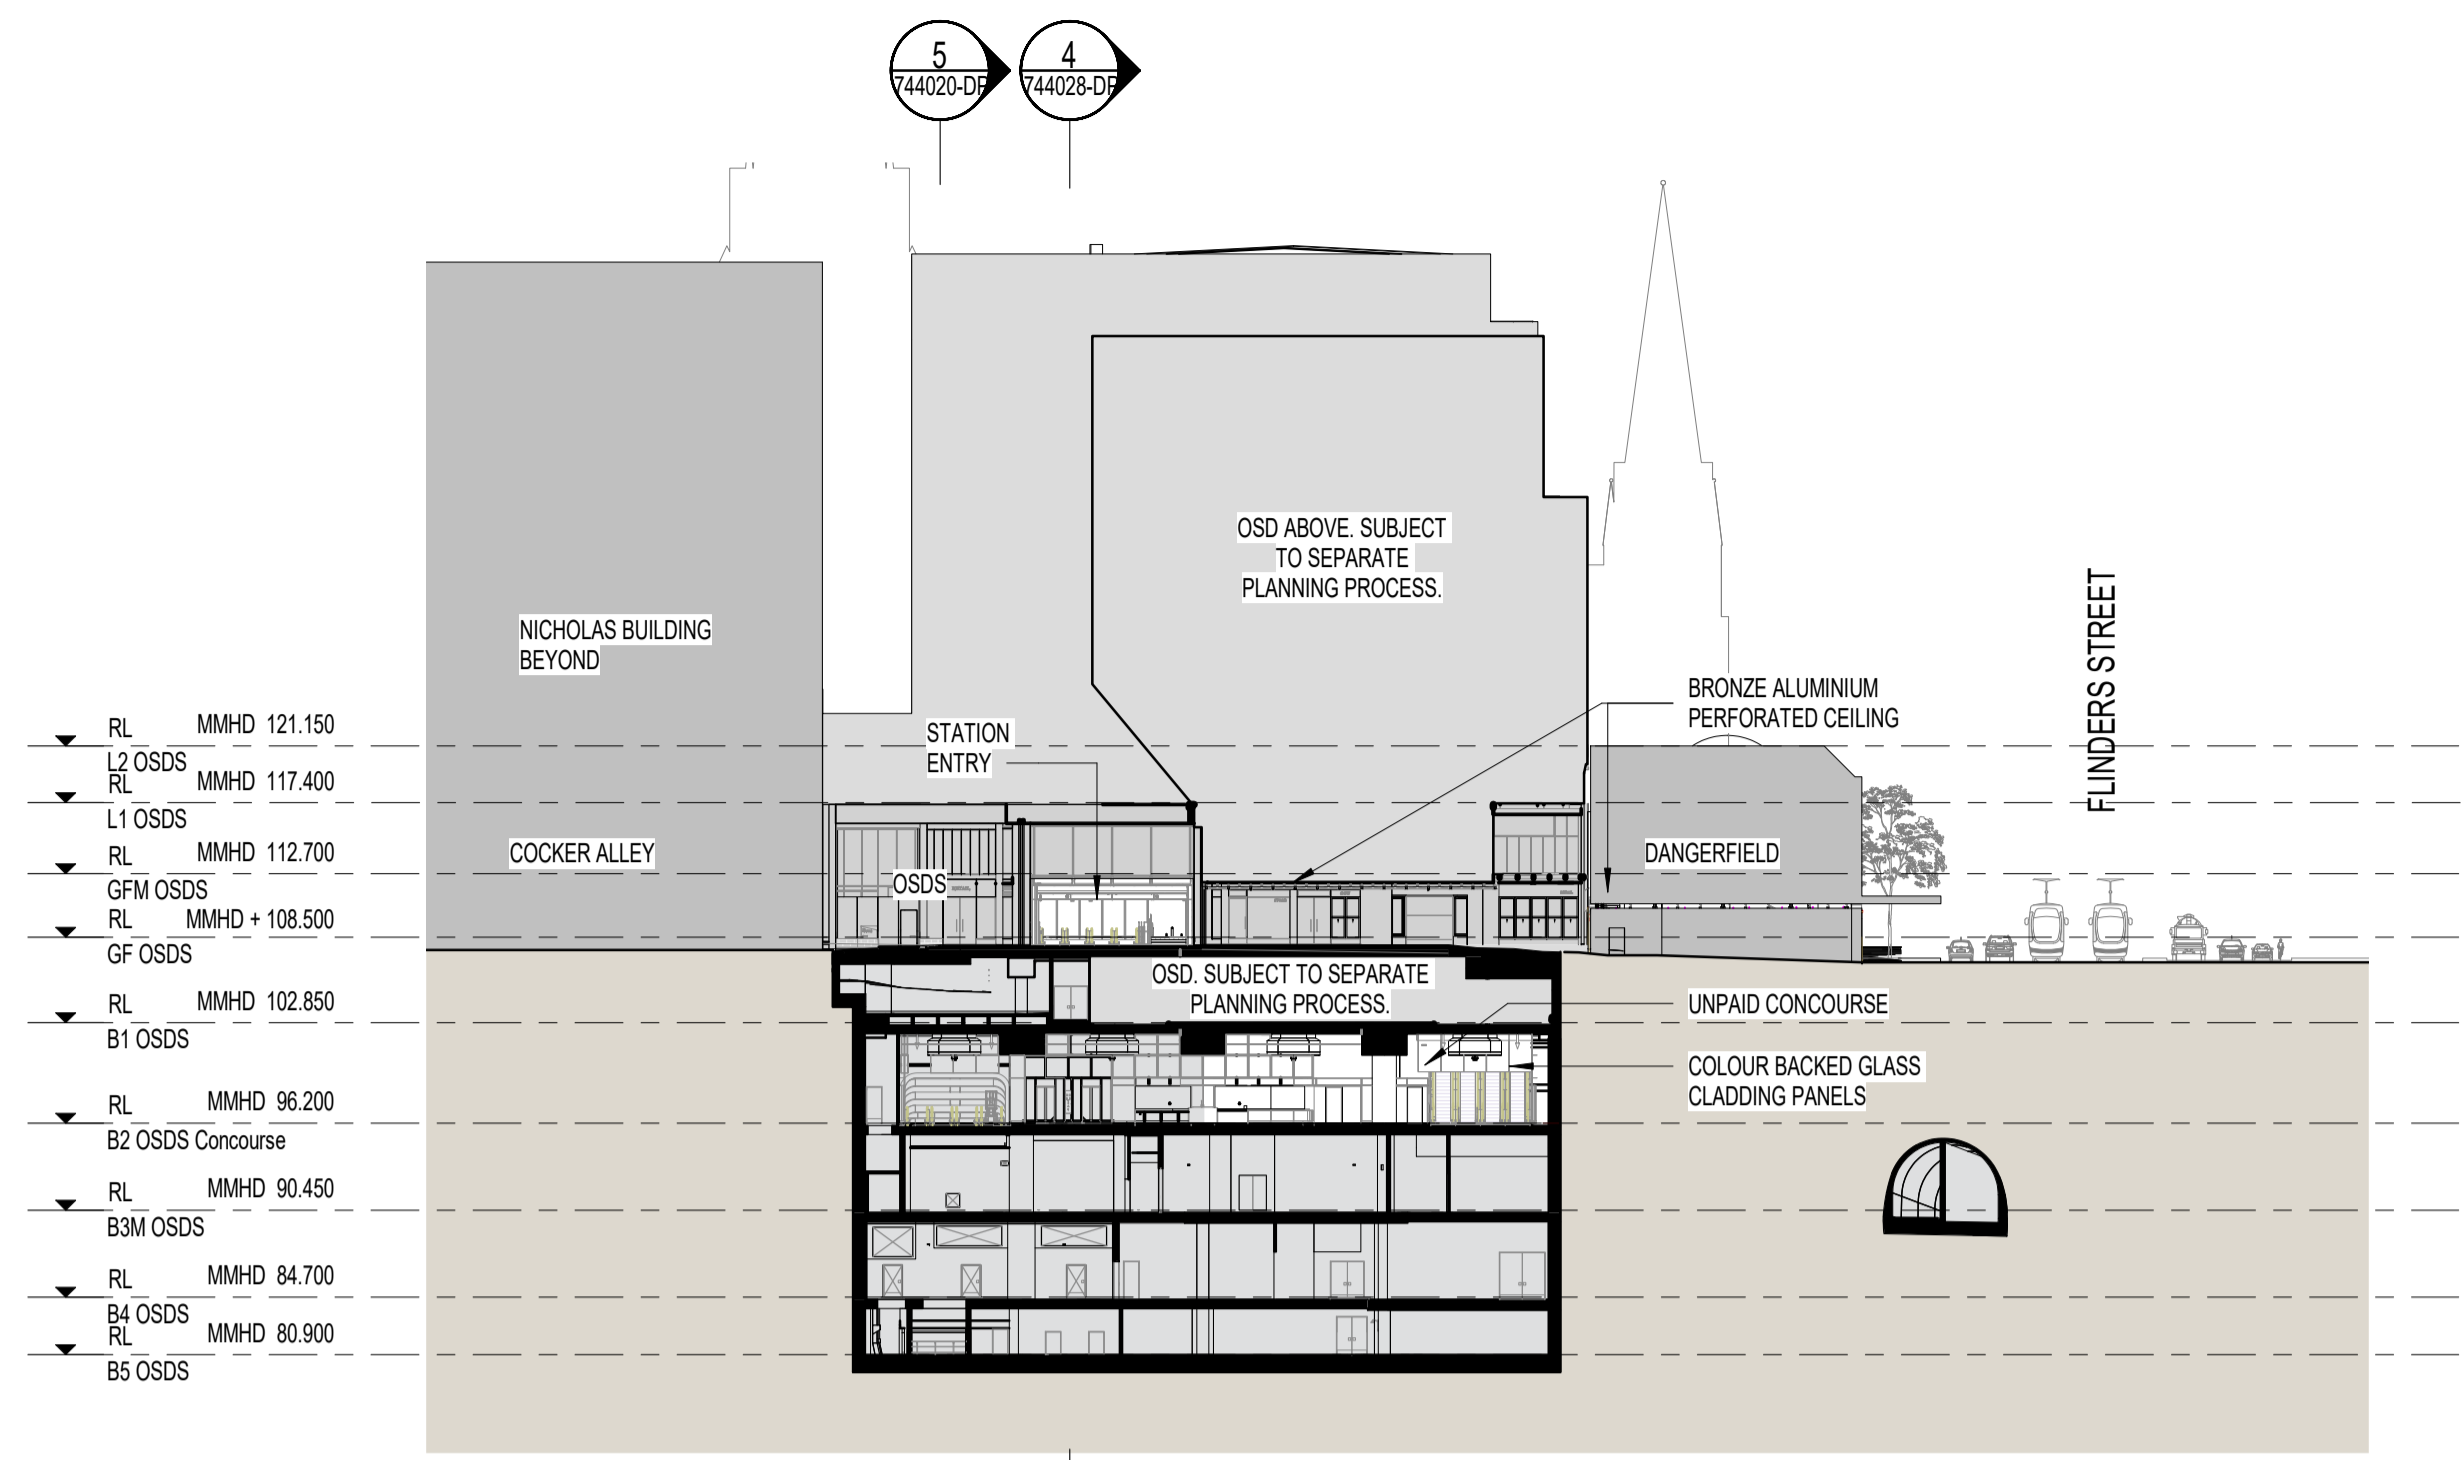 5
744020-DP
4
744028-DP
OSD ABOVE. SUBJECT
TO SEPARATE
PLANNING PROCESS.
NICHOLAS BUILDING
BEYOND
FLINDERS STREET
BRONZE ALUMINIUM
PERFORATED CEILING
STATION
ENTRY
RL MMHD 121.150
L2 OSDS
RL MMHD 117.400
L1 OSDS
RL MMHD 112.700
GFM OSDS
RL MMHD + 108.500
GF OSDS
RL MMHD 102.850
B1 OSDS
RL MMHD 96.200
B2 OSDS Concourse
RL MMHD 90.450
B3M OSDS
RL MMHD 84.700
B4 OSDS
RL MMHD 80.900
B5 OSDS
COCKER ALLEY
OSDS
DANGERFIELD
OSD. SUBJECT TO SEPARATE
PLANNING PROCESS.
UNPAID CONCOURSE
COLOUR BACKED GLASS
CLADDING PANELS